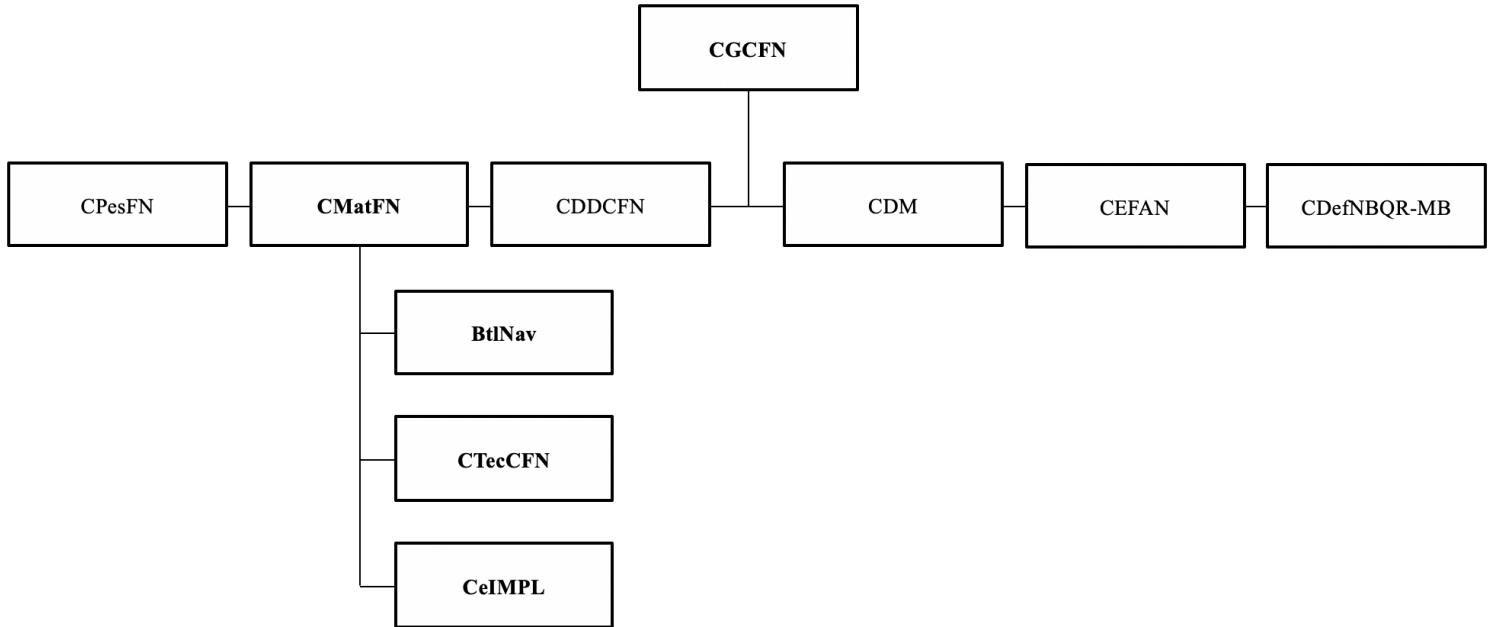 CGCFN
CPesFN
CMatFN
CDDCFN
CDM
CEFAN
CDefNBQR-MB
BtlNav
CTecCFN
CeIMPL